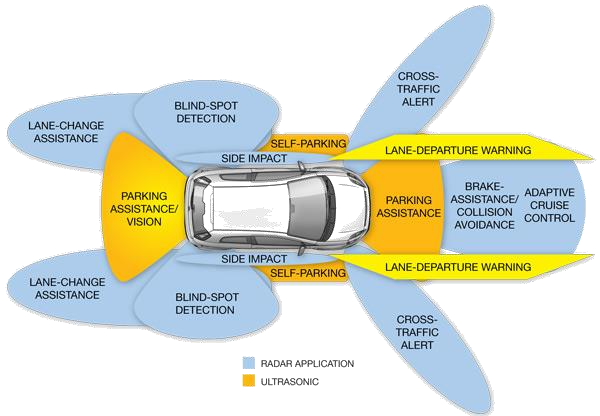 CROSS-
TRAFFIC
ALERT
BLIND-SPOT
DETECTION
LANE-CHANGE
ASSISTANCE
SELF-PARKING
LANE-DEPARTURE WARNING
SIDE IMPACT
PARKING
ASSISTANCE/
VISION
PARKING
ASSISTANCE
BRAKE-
ASSISTANCE/
COLLISION
AVOIDANCE
ADAPTIVE
CRUISE
CONTROL
SIDE IMPACT
LANE-DEPARTURE WARNING
SELF-PARKING
LANE-CHANGE
ASSISTANCE
BLIND-SPOT
DETECTION
CROSS-
TRAFFIC
ALERT
RADAR APPLICATION
ULTRASONIC